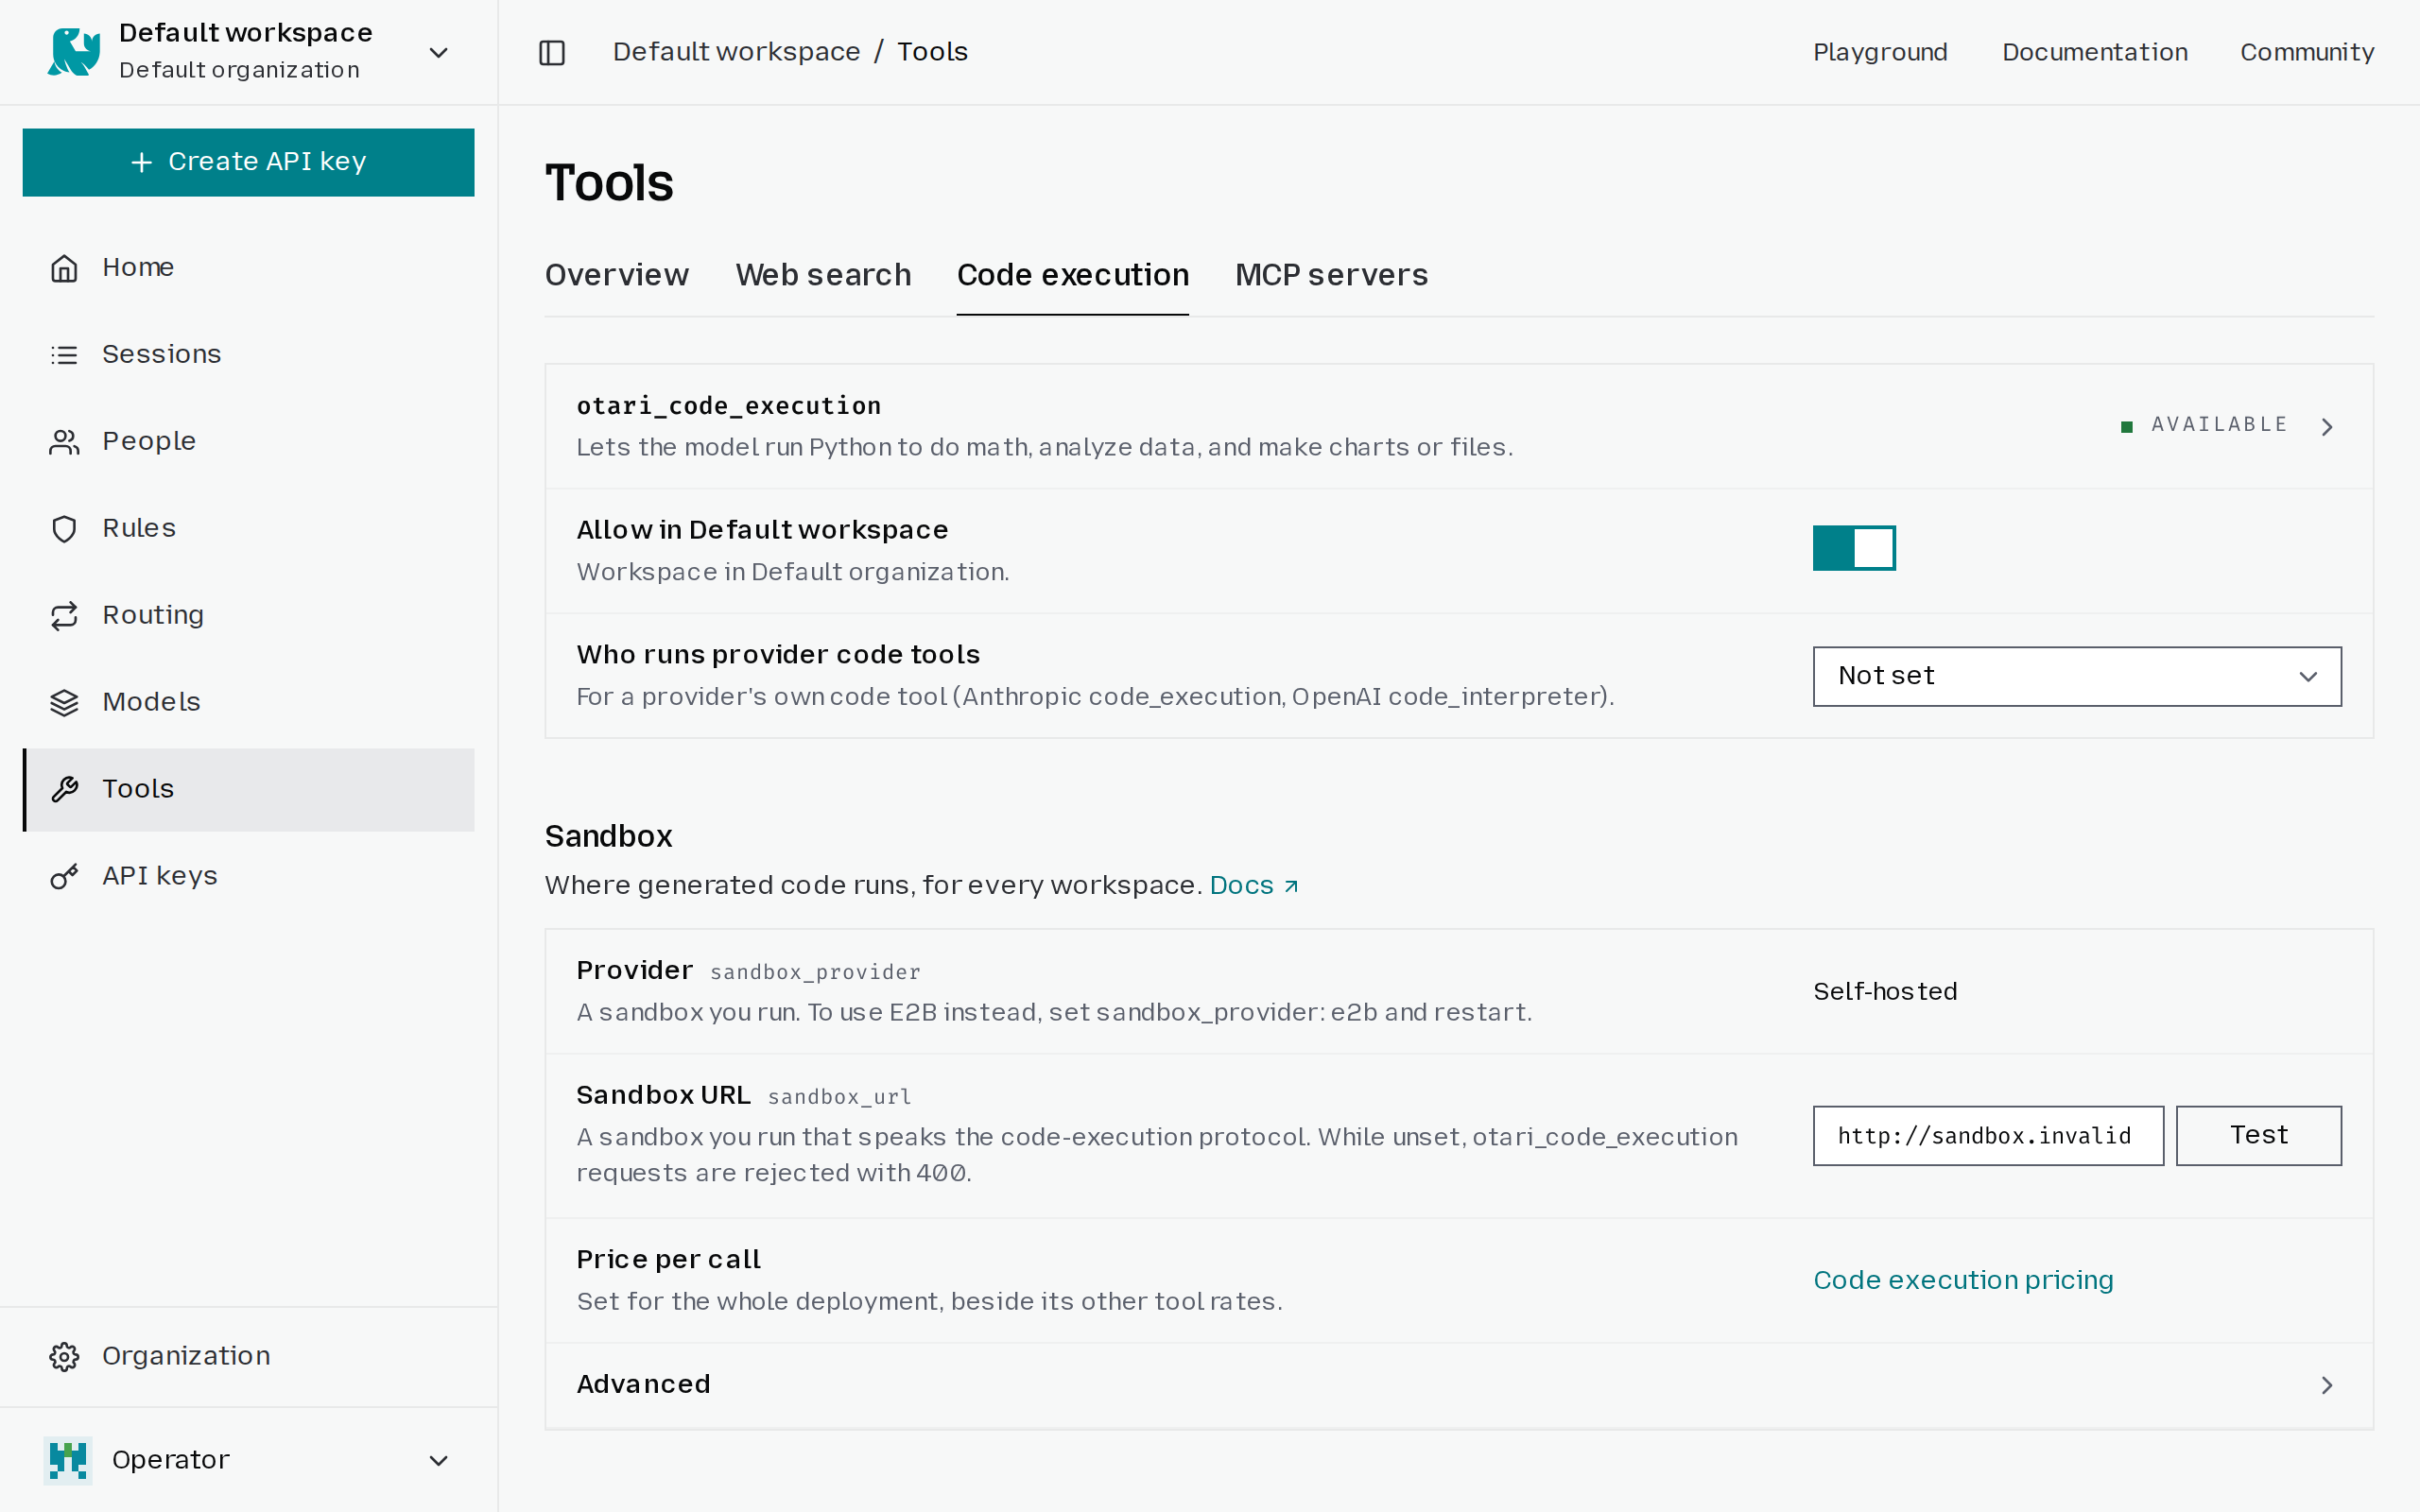 Default workspace
Default organization
Default workspace / Tools
Playground
Documentation
Community
Create API key
Home
Sessions
People
Rules
Routing
Models
Tools
API keys
Organization
Operator
Tools
Overview
Web search
Code execution
MCP servers
otari_code_execution
Lets the model run Python to do math, analyze data, and make charts or files.
AVAILABLE
Allow in Default workspace
Workspace in Default organization.
Who runs provider code tools
For a provider's own code tool (Anthropic code_execution, OpenAI code_interpreter).
Not set
Sandbox
Where generated code runs, for every workspace. Docs
Provider sandbox_provider
A sandbox you run. To use E2B instead, set sandbox_provider: e2b and restart.
Self-hosted
Sandbox URL sandbox_url
A sandbox you run that speaks the code-execution protocol. While unset, otari_code_execution
requests are rejected with 400.
http://sandbox.invalid
Test
Price per call
Set for the whole deployment, beside its other tool rates.
Code execution pricing
Advanced